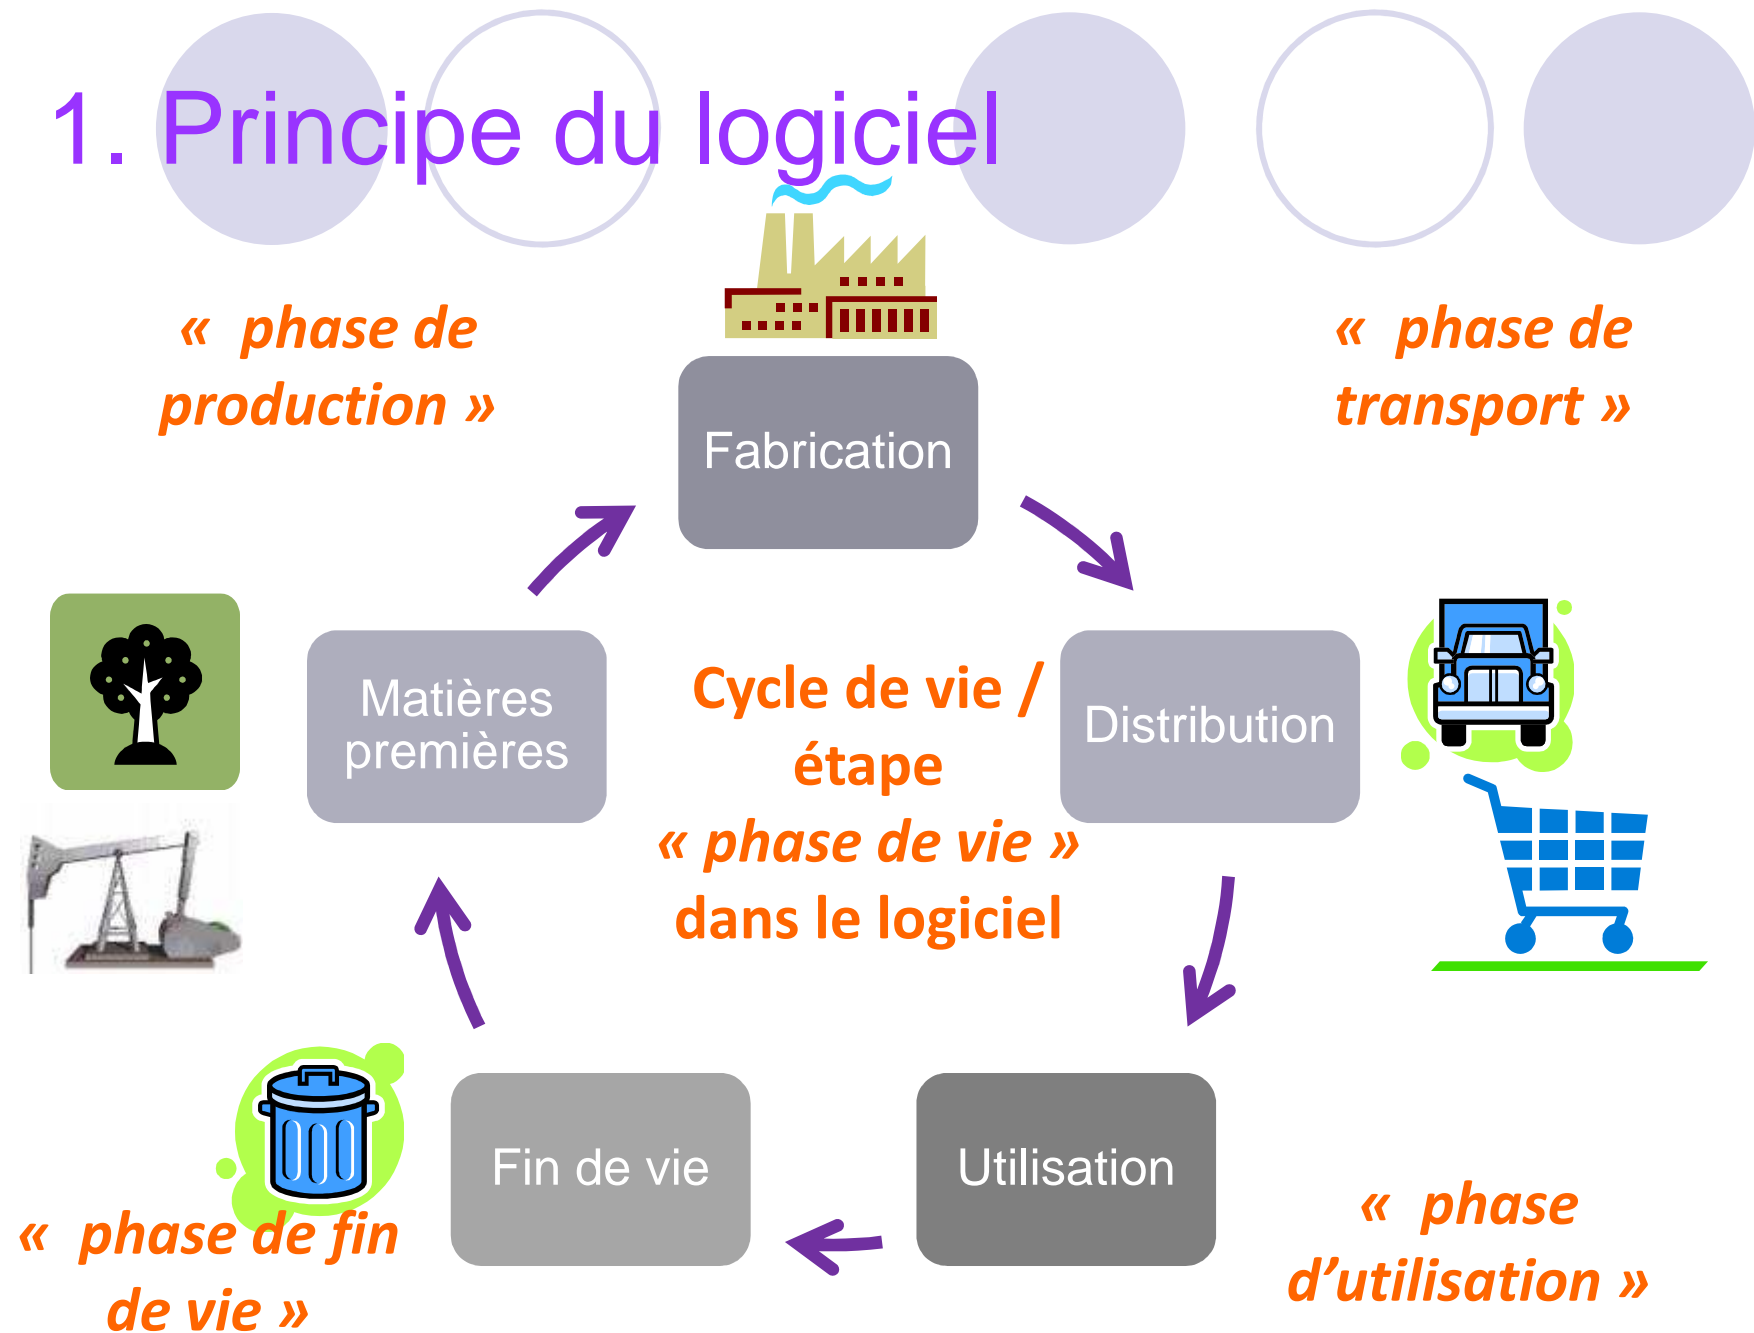 1. Principe du logiciel
« phase de
production »
« phase de
transport »
Fabrication
Matières
premières
Cycle de vie /
étape
« phase de vie »
dans le logiciel
Distribution
Fin de vie
Utilisation
« phase de fin
de vie »
« phase
d’utilisation »